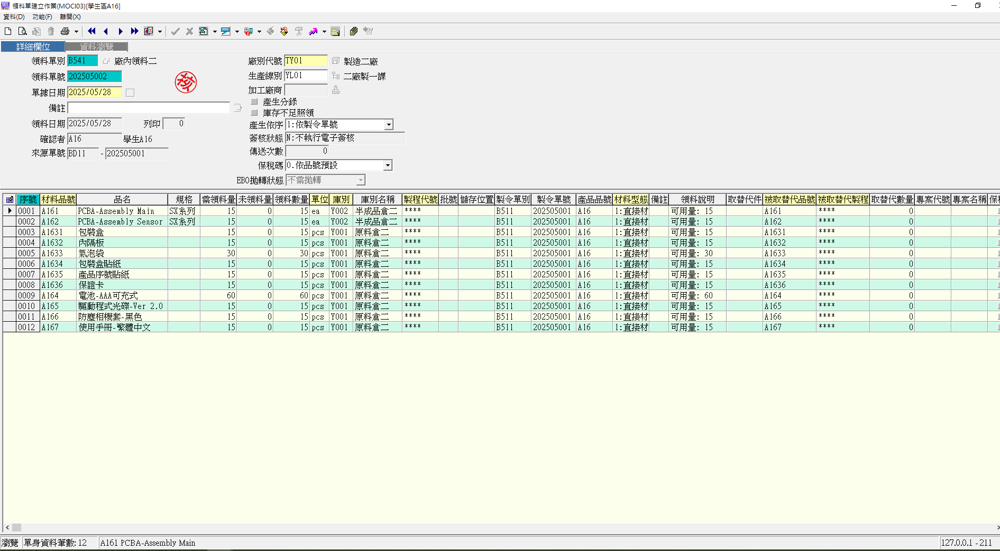 領料單建立作業(MOCI03)[學生區A16]
資料(D) 功能(F) 離開(X)
詳細欄位 資料瀏覽
領料單別 B541 廠內領料二 廠別代號 TY01 製造二廠
領料單號 202505002 生產線別 YL01 二廠製一課
核
單據日期 2025/05/28 加工廠商
產生分錄
備註
庫存不足照領
領料日期 2025/05/28 列印 0 產生依序 1:依製令單號
確認者 A16 學生A16 簽核狀態 N:不執行電子簽核
來源單號 BD11 - 202505001 傳送次數 0
保稅碼 0.依品號預設
EBO拋轉狀態 不需拋轉
序號 材料品號 品名 規格 需領料量 未領料量 領料數量 單位 庫別 庫別名稱 製程代號 批號 儲存位置 製令單別 製令單號 產品品號 材料型態 備註 領料說明 取替代件 被取替代品號 被取替代製程 取替代數量 專案代號 專案名稱 保稅
0001 A161 PCBA-Assembly Main SX系列 15 0 15 ea Y002 半成品倉二 **** B511 202505001 A16 1:直接材 可用量: 15 A161 **** 0
0002 A162 PCBA-Assembly Sensor SX系列 15 0 15 ea Y002 半成品倉二 **** B511 202505001 A16 1:直接材 可用量: 15 A162 **** 0
0003 A1631 包裝盒 15 0 15 pcs Y001 原料倉二 **** B511 202505001 A16 1:直接材 可用量: 15 A1631 **** 0
0004 A1632 內隔板 15 0 15 pcs Y001 原料倉二 **** B511 202505001 A16 1:直接材 可用量: 15 A1632 **** 0
0005 A1633 氣泡袋 30 0 30 pcs Y001 原料倉二 **** B511 202505001 A16 1:直接材 可用量: 30 A1633 **** 0
0006 A1634 包裝盒貼紙 15 0 15 pcs Y001 原料倉二 **** B511 202505001 A16 1:直接材 可用量: 15 A1634 **** 0
0007 A1635 產品序號貼紙 15 0 15 pcs Y001 原料倉二 **** B511 202505001 A16 1:直接材 可用量: 15 A1635 **** 0
0008 A1636 保證卡 15 0 15 pcs Y001 原料倉二 **** B511 202505001 A16 1:直接材 可用量: 15 A1636 **** 0
0009 A164 電池-AAA可充式 60 0 60 pcs Y001 原料倉二 **** B511 202505001 A16 1:直接材 可用量: 60 A164 **** 0
0010 A165 驅動程式光碟-Ver 2.0 15 0 15 pcs Y001 原料倉二 **** B511 202505001 A16 1:直接材 可用量: 15 A165 **** 0
0011 A166 防塵相機套-黑色 15 0 15 pcs Y001 原料倉二 **** B511 202505001 A16 1:直接材 可用量: 15 A166 **** 0
0012 A167 使用手冊-繁體中文 15 0 15 pcs Y001 原料倉二 **** B511 202505001 A16 1:直接材 可用量: 15 A167 **** 0
瀏覽 單身資料筆數: 12 A161 PCBA-Assembly Main 127.0.0.1 - 211